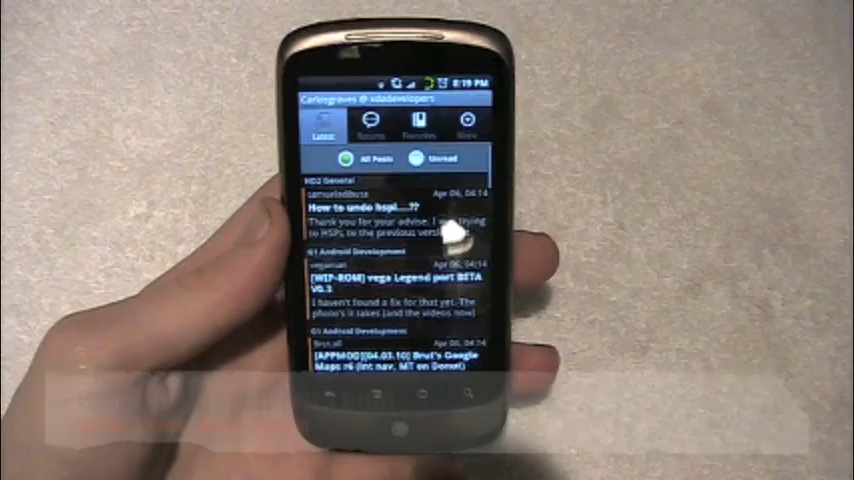 8:19 PM
@ xdadevelopers
Latest Forums Favorites More
All Posts Unread
HD2 General
Apr 06, 04:14
How to undo hspl....??
Thank you for your advise. I was trying
to HSPL to the previous
G1 Android Development
vegaman Apr 06, 04:14
[WIP-ROM] vega Legend port BETA
V0.3
I haven't found a fix for that yet. The
photo's it takes (and the videos now)
G1 Android Development
Apr 06, 04:14
[APPMOD][04.03.10] Brut's Google
Maps r6 (int nav, MT on Donut)